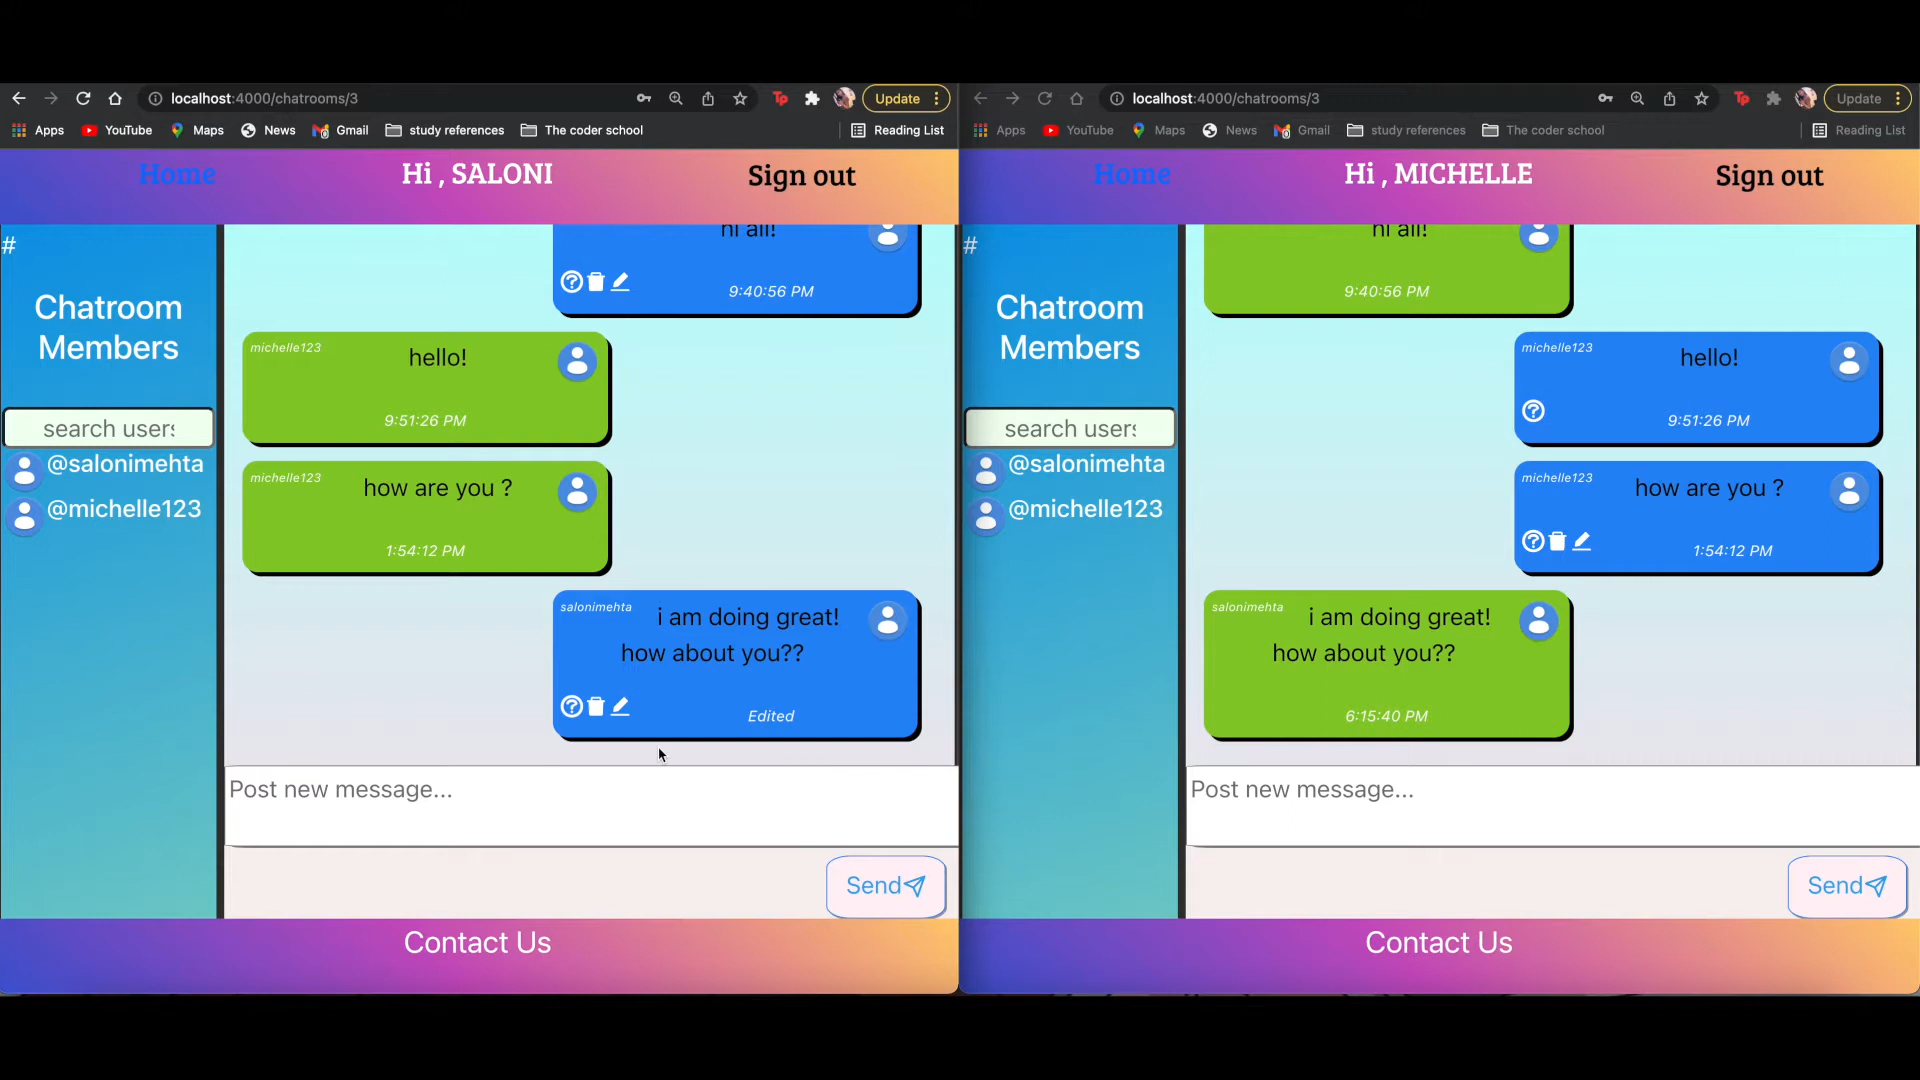 localhost:4000/chatrooms/3
Update
Apps
YouTube
Maps
News
Gmail
study references
The coder school
Reading List
Home
Hi , SALONI
Sign out
#
Chatroom
Members
search users
@salonimehta
@michelle123
hi all!
9:40:56 PM
michelle123
hello!
9:51:26 PM
michelle123
how are you ?
1:54:12 PM
salonimehta
i am doing great!
how about you??
Edited
Post new message...
Send
Contact Us
localhost:4000/chatrooms/3
Update
Apps
YouTube
Maps
News
Gmail
study references
The coder school
Reading List
Home
Hi , MICHELLE
Sign out
#
Chatroom
Members
search users
@salonimehta
@michelle123
hi all!
9:40:56 PM
michelle123
hello!
9:51:26 PM
michelle123
how are you ?
1:54:12 PM
salonimehta
i am doing great!
how about you??
6:15:40 PM
Post new message...
Send
Contact Us